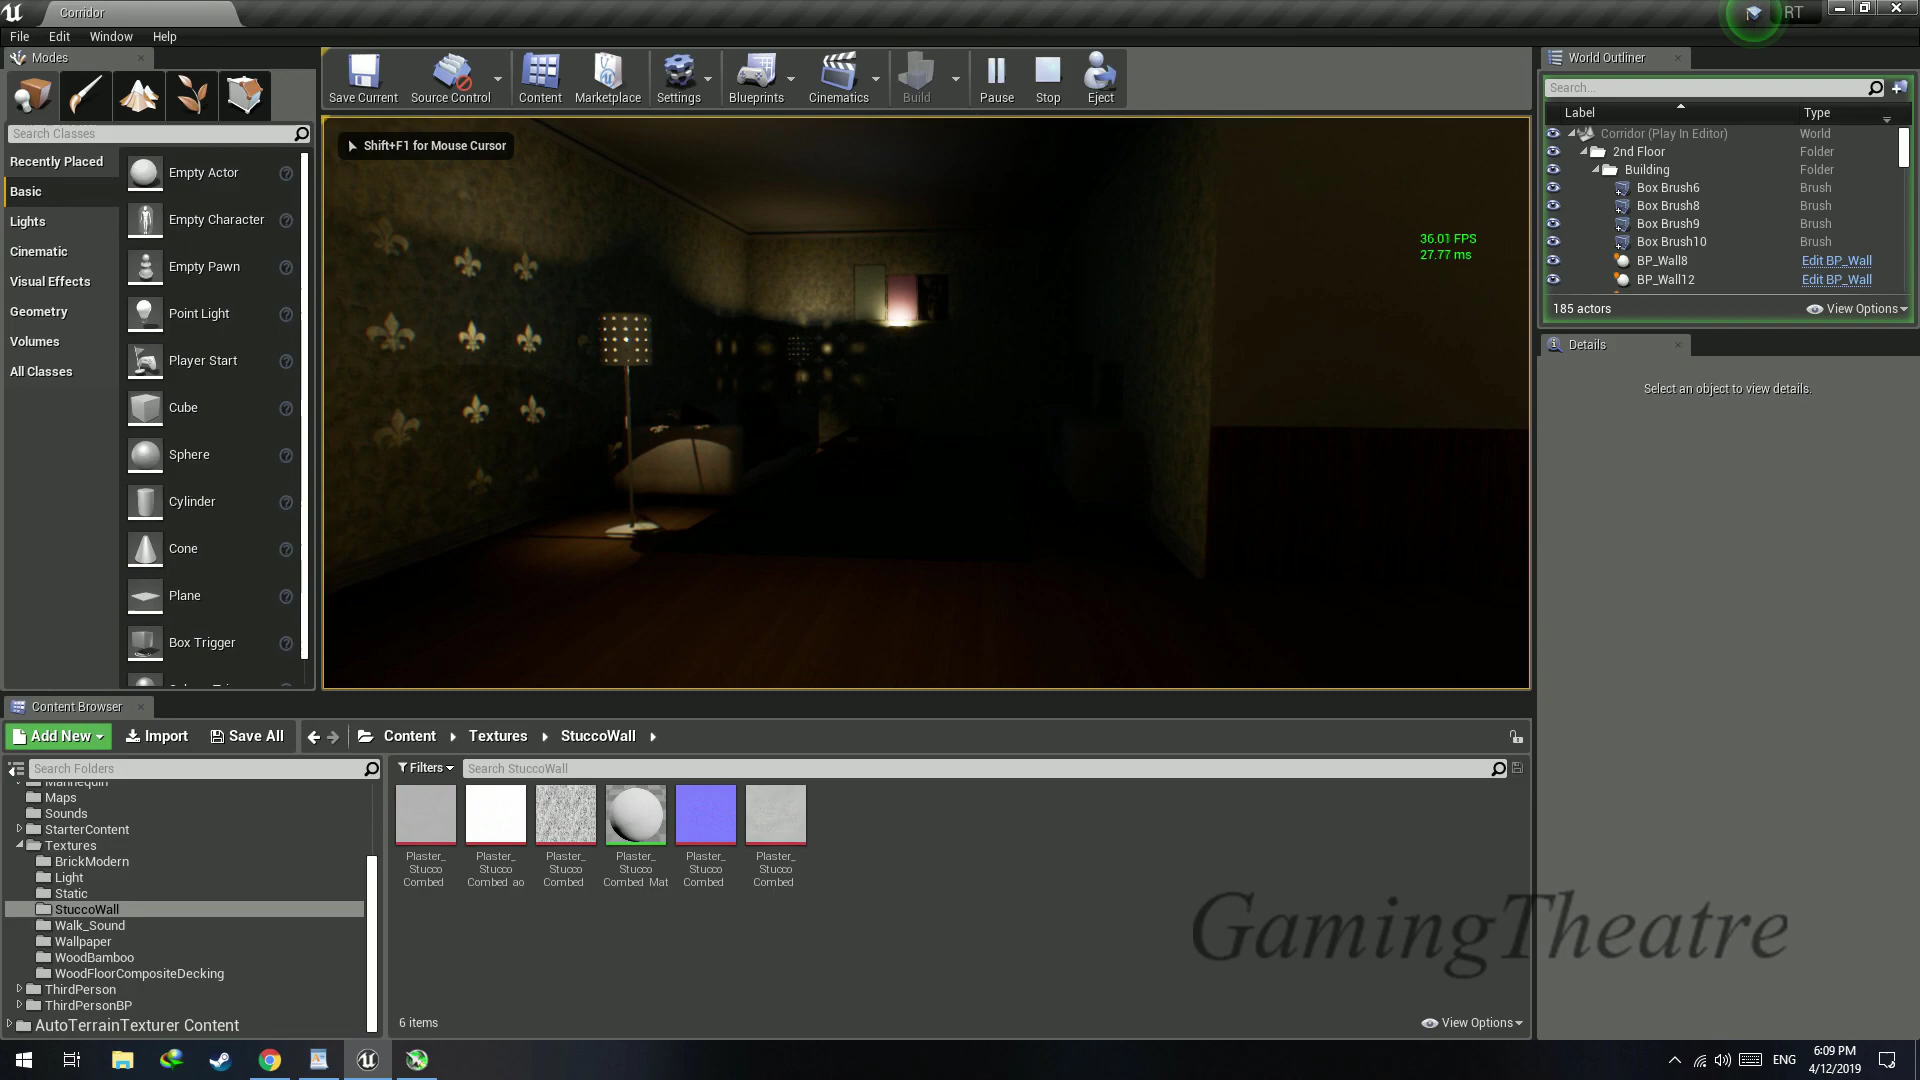 Corridor
RT
File Edit Window Help
Modes
Search Classes
Recently Placed
Basic
Lights
Cinematic
Visual Effects
Geometry
Volumes
All Classes
Empty Actor
Empty Character
Empty Pawn
Point Light
Player Start
Cube
Sphere
Cylinder
Cone
Plane
Box Trigger
Save Current Source Control Content Marketplace Settings Blueprints Cinematics Build Pause Stop Eject
Shift+F1 for Mouse Cursor
36.01 FPS
27.77 ms
World Outliner
Search...
Label Type
Corridor (Play In Editor) World
2nd Floor Folder
Building Folder
Box Brush6 Brush
Box Brush8 Brush
Box Brush9 Brush
Box Brush10 Brush
BP_Wall8 Edit BP_Wall
BP_Wall12 Edit BP_Wall
185 actors View Options
Details
Select an object to view details.
Content Browser
Add New Import Save All Content Textures StuccoWall
Search Folders
Mannequin
Maps
Sounds
StarterContent
Textures
BrickModern
Light
Static
StuccoWall
Walk_Sound
Wallpaper
WoodBamboo
WoodFloorCompositeDecking
ThirdPerson
ThirdPersonBP
AutoTerrainTexturer Content
Filters Search StuccoWall
Plaster_ Plaster_ Plaster_ Plaster_ Plaster_ Plaster_
Stucco Stucco Stucco Stucco Stucco Stucco
Combed Combed_ao Combed Combed_Mat Combed Combed
6 items View Options
GamingTheatre
ENG
6:09 PM
4/12/2019